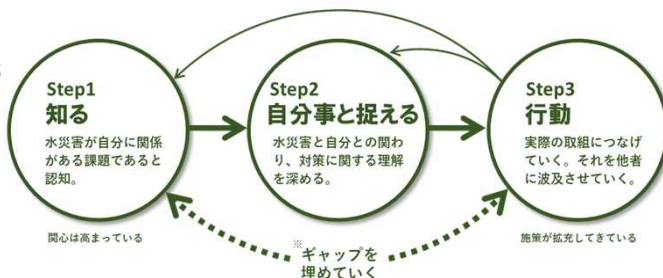 Step1
知る
水災害が自分に関係
がある課題であると
認知。
関心は高まっている
Step2
自分事と捉える
水災害と自分との関わ
り、対策に関する理解
を深める。
Step3
行動
実際の取組につなげ
ていく。それを他者
に波及させていく。
施策が拡充してきている
※ギャップを
埋めていく